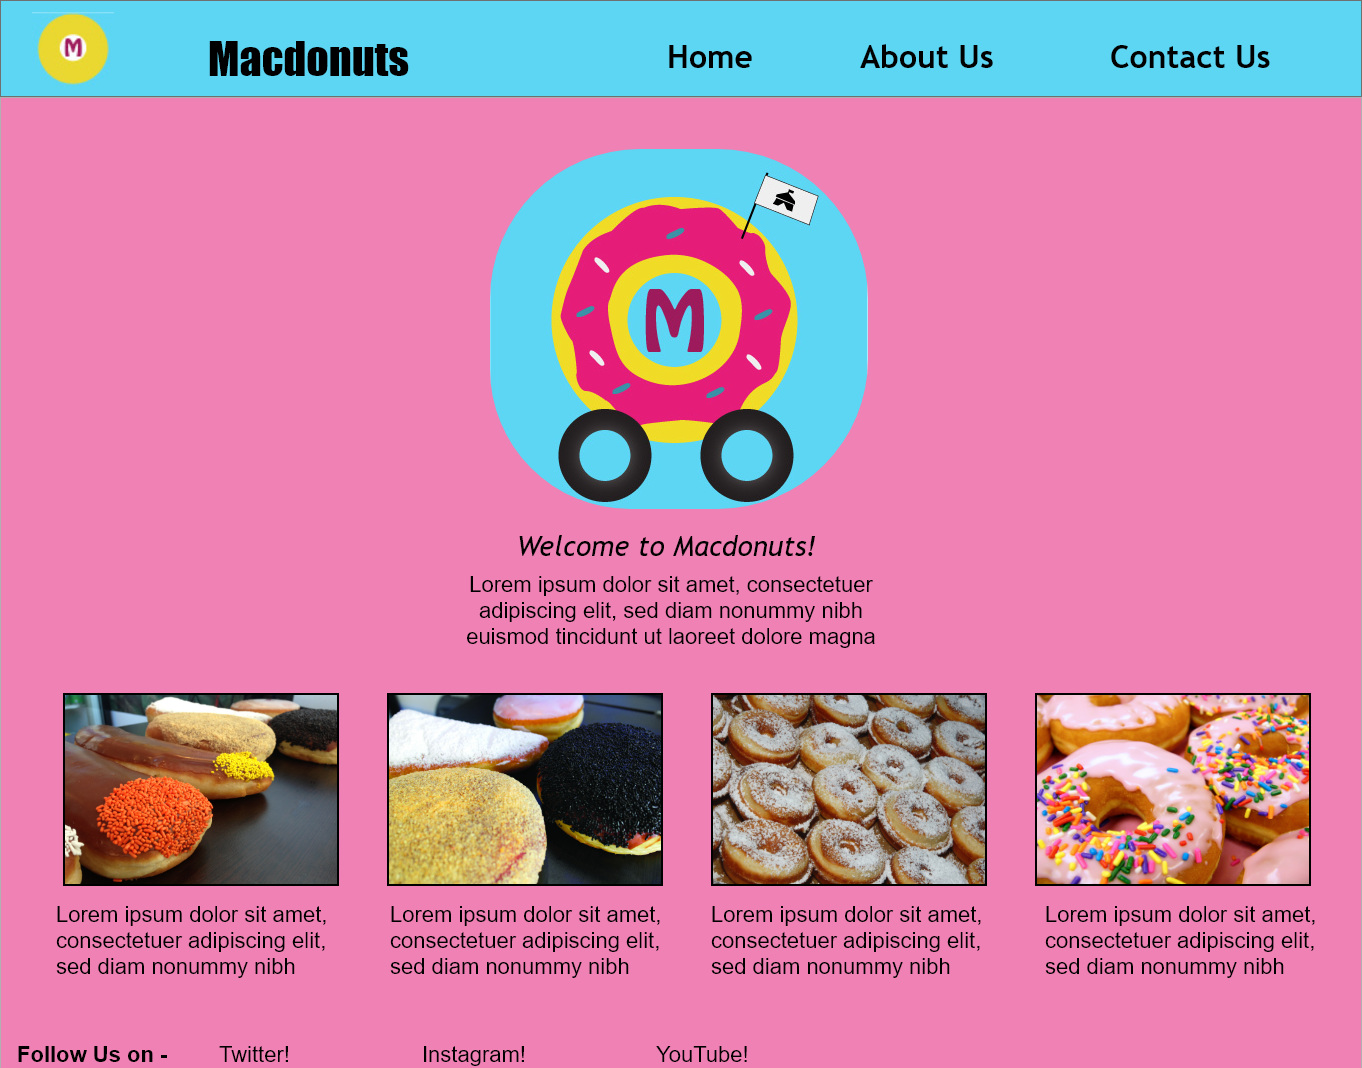 M
Macdonuts
Home
About Us
Contact Us
M
Welcome to Macdonuts!
Lorem ipsum dolor sit amet, consectetuer
adipiscing elit, sed diam nonummy nibh
euismod tincidunt ut laoreet dolore magna
Lorem ipsum dolor sit amet,
consectetuer adipiscing elit,
sed diam nonummy nibh
Lorem ipsum dolor sit amet,
consectetuer adipiscing elit,
sed diam nonummy nibh
Lorem ipsum dolor sit amet,
consectetuer adipiscing elit,
sed diam nonummy nibh
Lorem ipsum dolor sit amet,
consectetuer adipiscing elit,
sed diam nonummy nibh
Follow Us on -
Twitter!
Instagram!
YouTube!